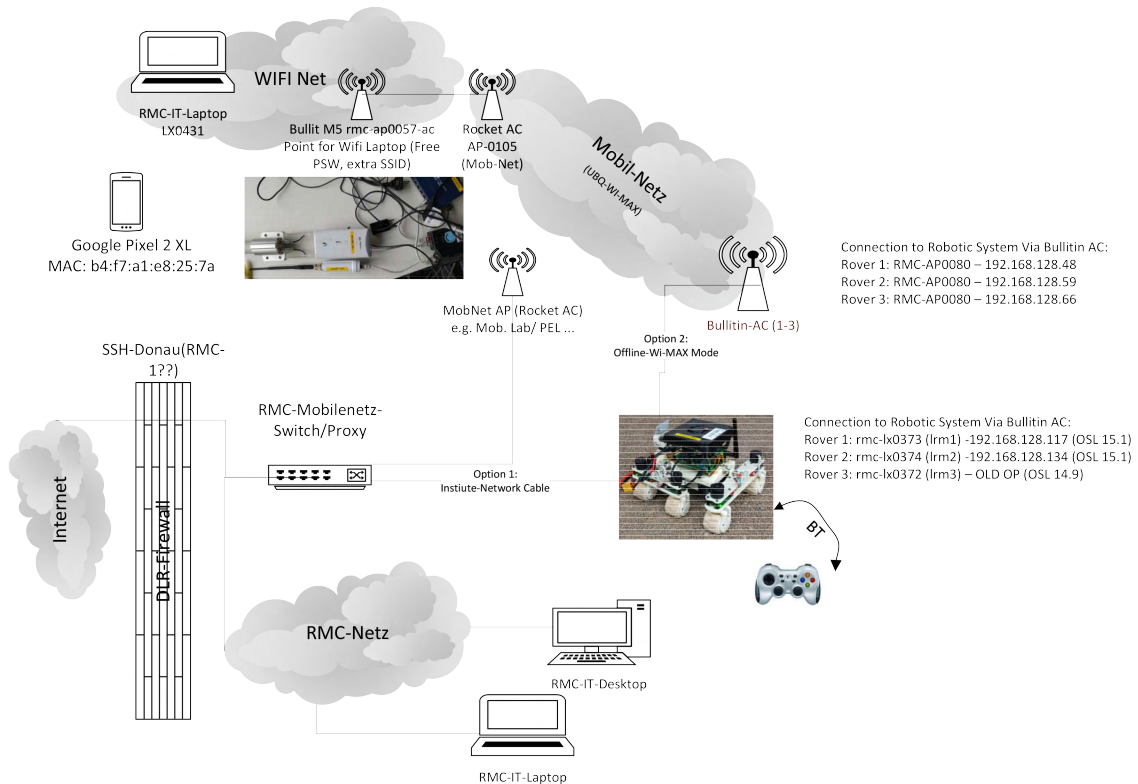 WIFI Net
RMC-IT-Laptop
LX0431
Bullit M5 rmc-ap0057-ac
Point for Wifi Laptop (Free
PSW, extra SSID)
Rocket AC
AP-0105
(Mob-Net)
Mobil-Netz
(UBQ-WI-MAX)
Google Pixel 2 XL
MAC: b4:f7:a1:e8:25:7a
MobNet AP (Rocket AC)
e.g. Mob. Lab/ PEL ...
Bullitin-AC (1-3)
Connection to Robotic System Via Bullitin AC:
Rover 1: RMC-AP0080 – 192.168.128.48
Rover 2: RMC-AP0080 – 192.168.128.59
Rover 3: RMC-AP0080 – 192.168.128.66
Option 2:
Offline-Wi-MAX Mode
SSH-Donau(RMC-
1??)
RMC-Mobilenetz-
Switch/Proxy
Option 1:
Instiute-Network Cable
Connection to Robotic System Via Bullitin AC:
Rover 1: rmc-lx0373 (lrm1) -192.168.128.117 (OSL 15.1)
Rover 2: rmc-lx0374 (lrm2) -192.168.128.134 (OSL 15.1)
Rover 3: rmc-lx0372 (lrm3) – OLD OP (OSL 14.9)
Internet
DLR-Firewall
BT
RMC-Netz
RMC-IT-Desktop
RMC-IT-Laptop